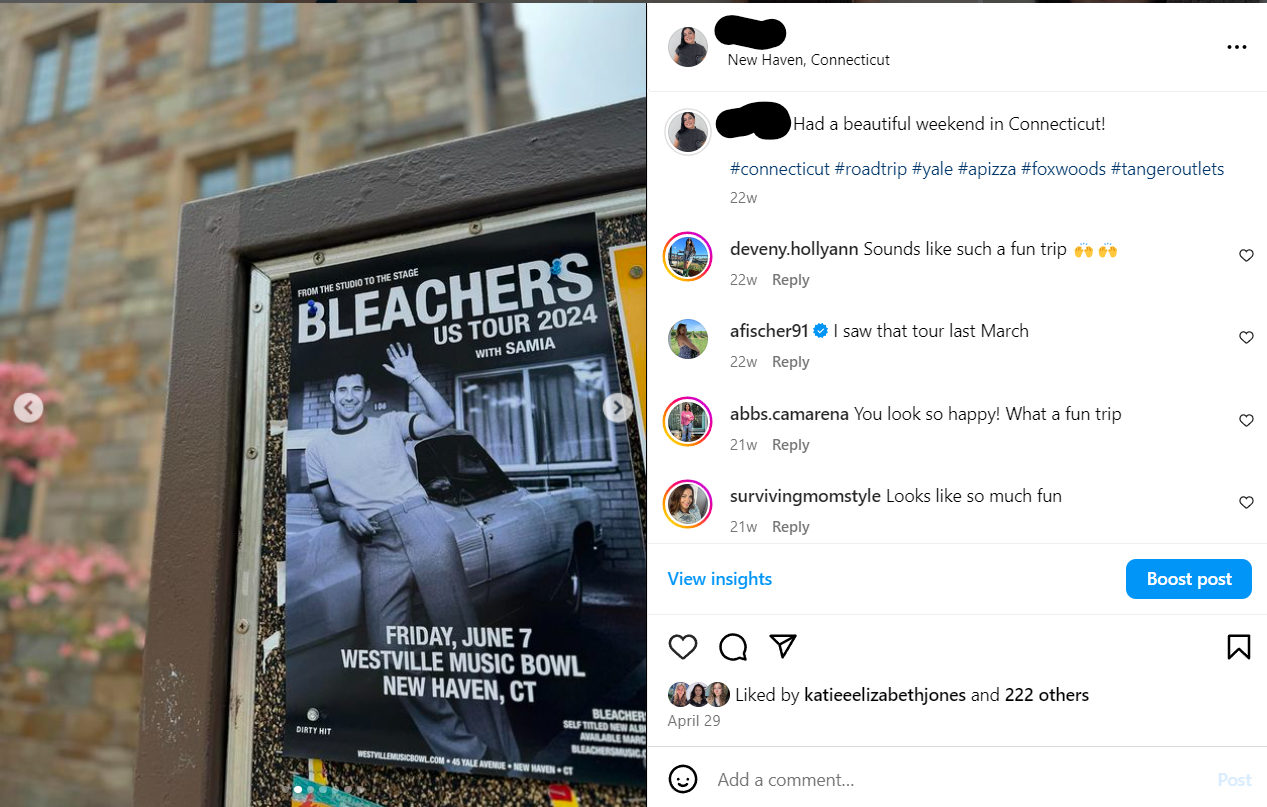 FROM THE STUDIO TO THE STAGE
BLEACHERS
US TOUR 2024
WITH SAMIA
108
FRIDAY, JUNE 7
WESTVILLE MUSIC BOWL
NEW HAVEN, CT
DIRTY HIT
BLEACHER
SELF TITLED NEW ALB
AVAILABLE MARC
BLEACHERSMUSIC.C
WESTVILLEMUSICBOWL.COM • 45 YALE AVENUE • NEW HAVEN • CT
New Haven, Connecticut
Had a beautiful weekend in Connecticut!
#connecticut #roadtrip #yale #apizza #foxwoods #tangeroutlets
22w
deveny.hollyann Sounds like such a fun trip 🙌 🙌
22w Reply
afischer91 I saw that tour last March
22w Reply
abbs.camarena You look so happy! What a fun trip
21w Reply
survivingmomstyle Looks like so much fun
21w Reply
View insights
Boost post
Liked by katieeelizabethjones and 222 others
April 29
Add a comment...
Post